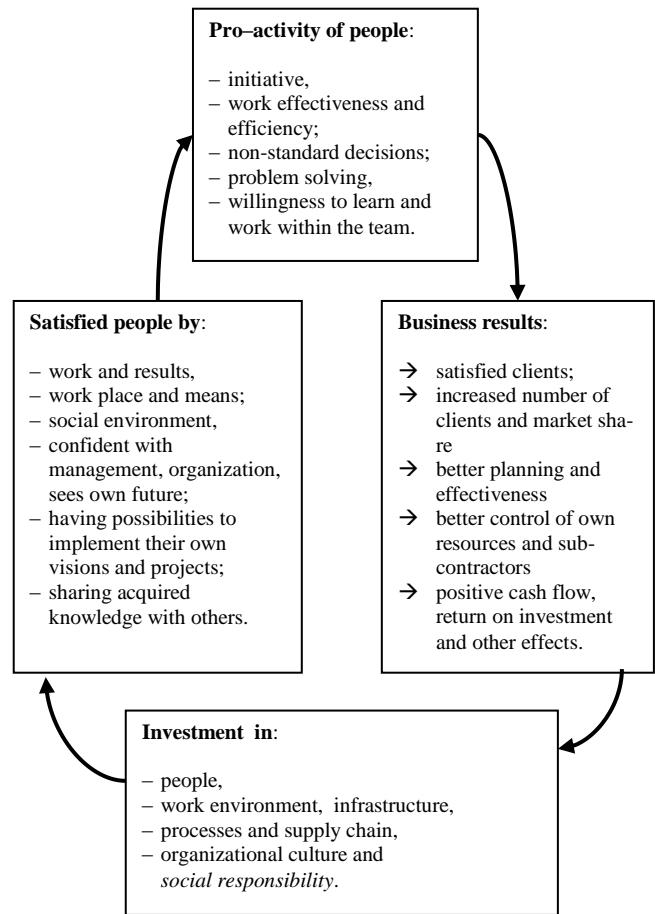 Pro–activity of people:
– initiative,
– work effectiveness and
efficiency;
– non-standard decisions;
– problem solving,
– willingness to learn and
work within the team.
Satisfied people by:
– work and results,
– work place and means;
– social environment,
– confident with
management, organization,
sees own future;
– having possibilities to
implement their own
visions and projects;
– sharing acquired
knowledge with others.
Business results:
→ satisfied clients;
→ increased number of
clients and market sha-
re
→ better planning and
effectiveness
→ better control of own
resources and sub-
contractors
→ positive cash flow,
return on investment
and other effects.
Investment in:
– people,
– work environment, infrastructure,
– processes and supply chain,
– organizational culture and
social responsibility.